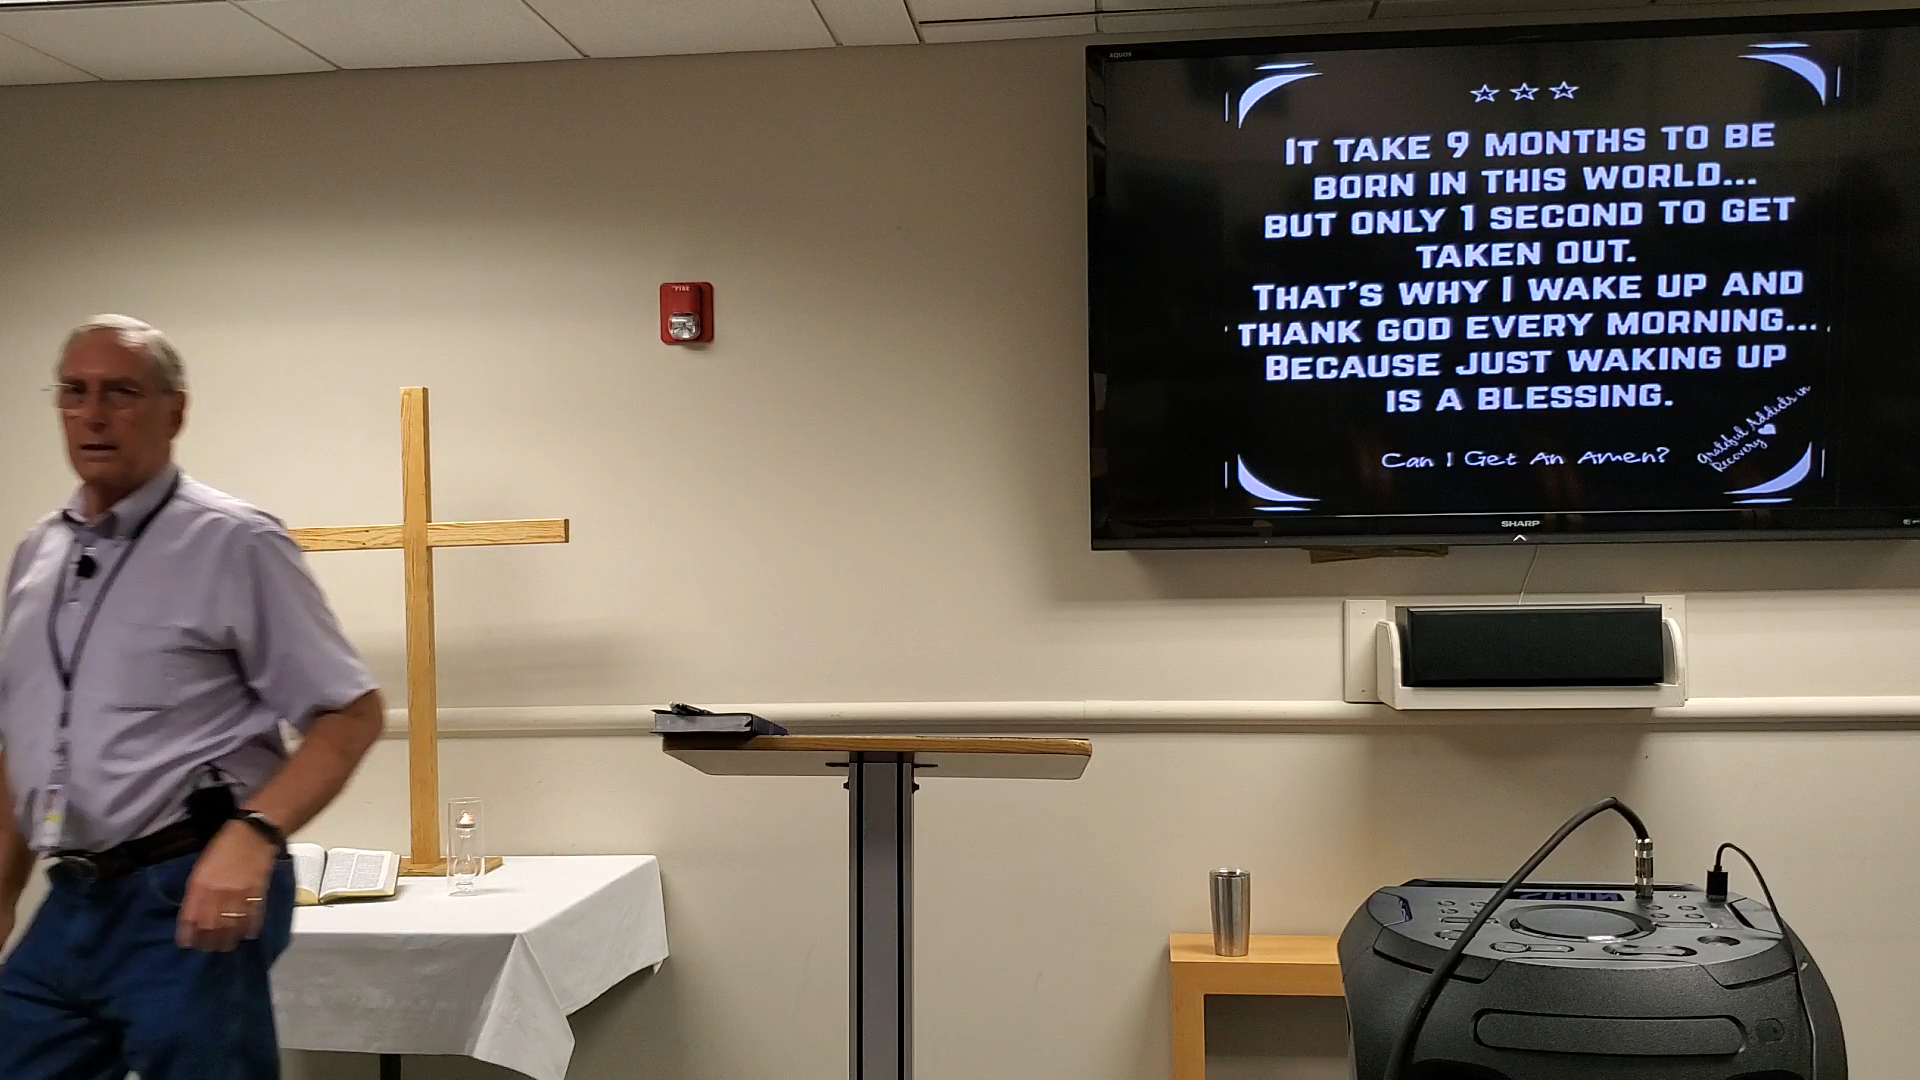 AQUOS
IT TAKE 9 MONTHS TO BE
BORN IN THIS WORLD...
BUT ONLY 1 SECOND TO GET
TAKEN OUT.
THAT'S WHY I WAKE UP AND
THANK GOD EVERY MORNING...
BECAUSE JUST WAKING UP
IS A BLESSING.
Can I Get An Amen?
Grateful Addicts in
Recovery
SHARP
FIRE